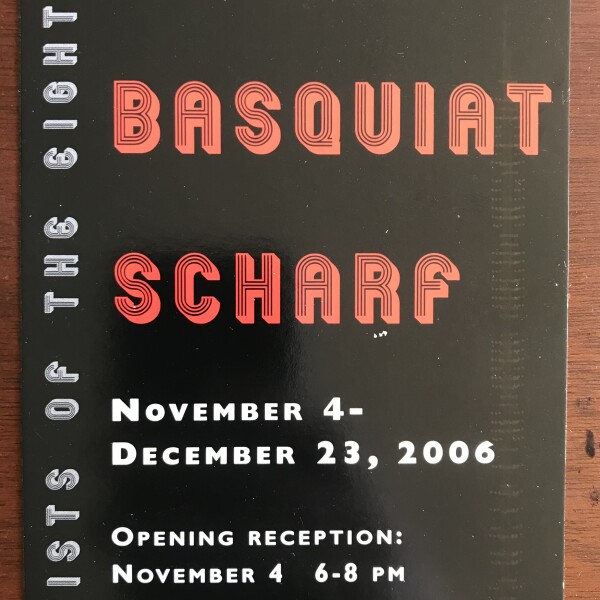 ISTS OF THE EIGHT
BASQUIAT
SCHARF
NOVEMBER 4-
DECEMBER 23, 2006
OPENING RECEPTION:
NOVEMBER 4 6-8 PM